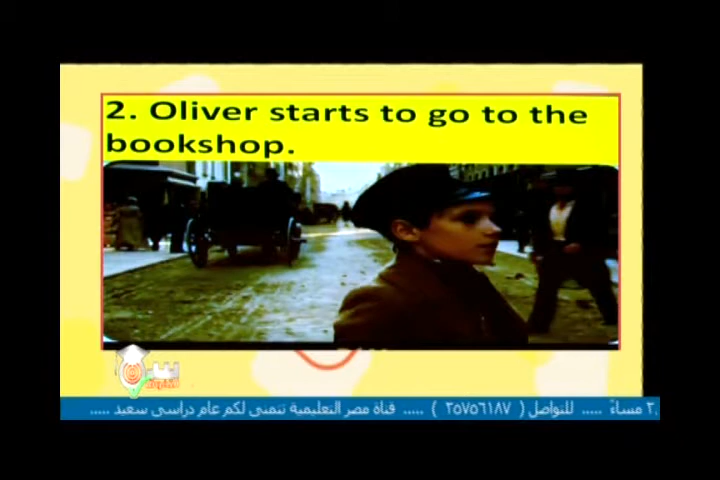 2. Oliver starts to go to the
bookshop.
٢ مساءً ..... للتواصل ( ٢٥٧٥٦١٨٧ ) ..... قناة مصر التعليمية تتمنى لكم عام دراسى سعيد .....